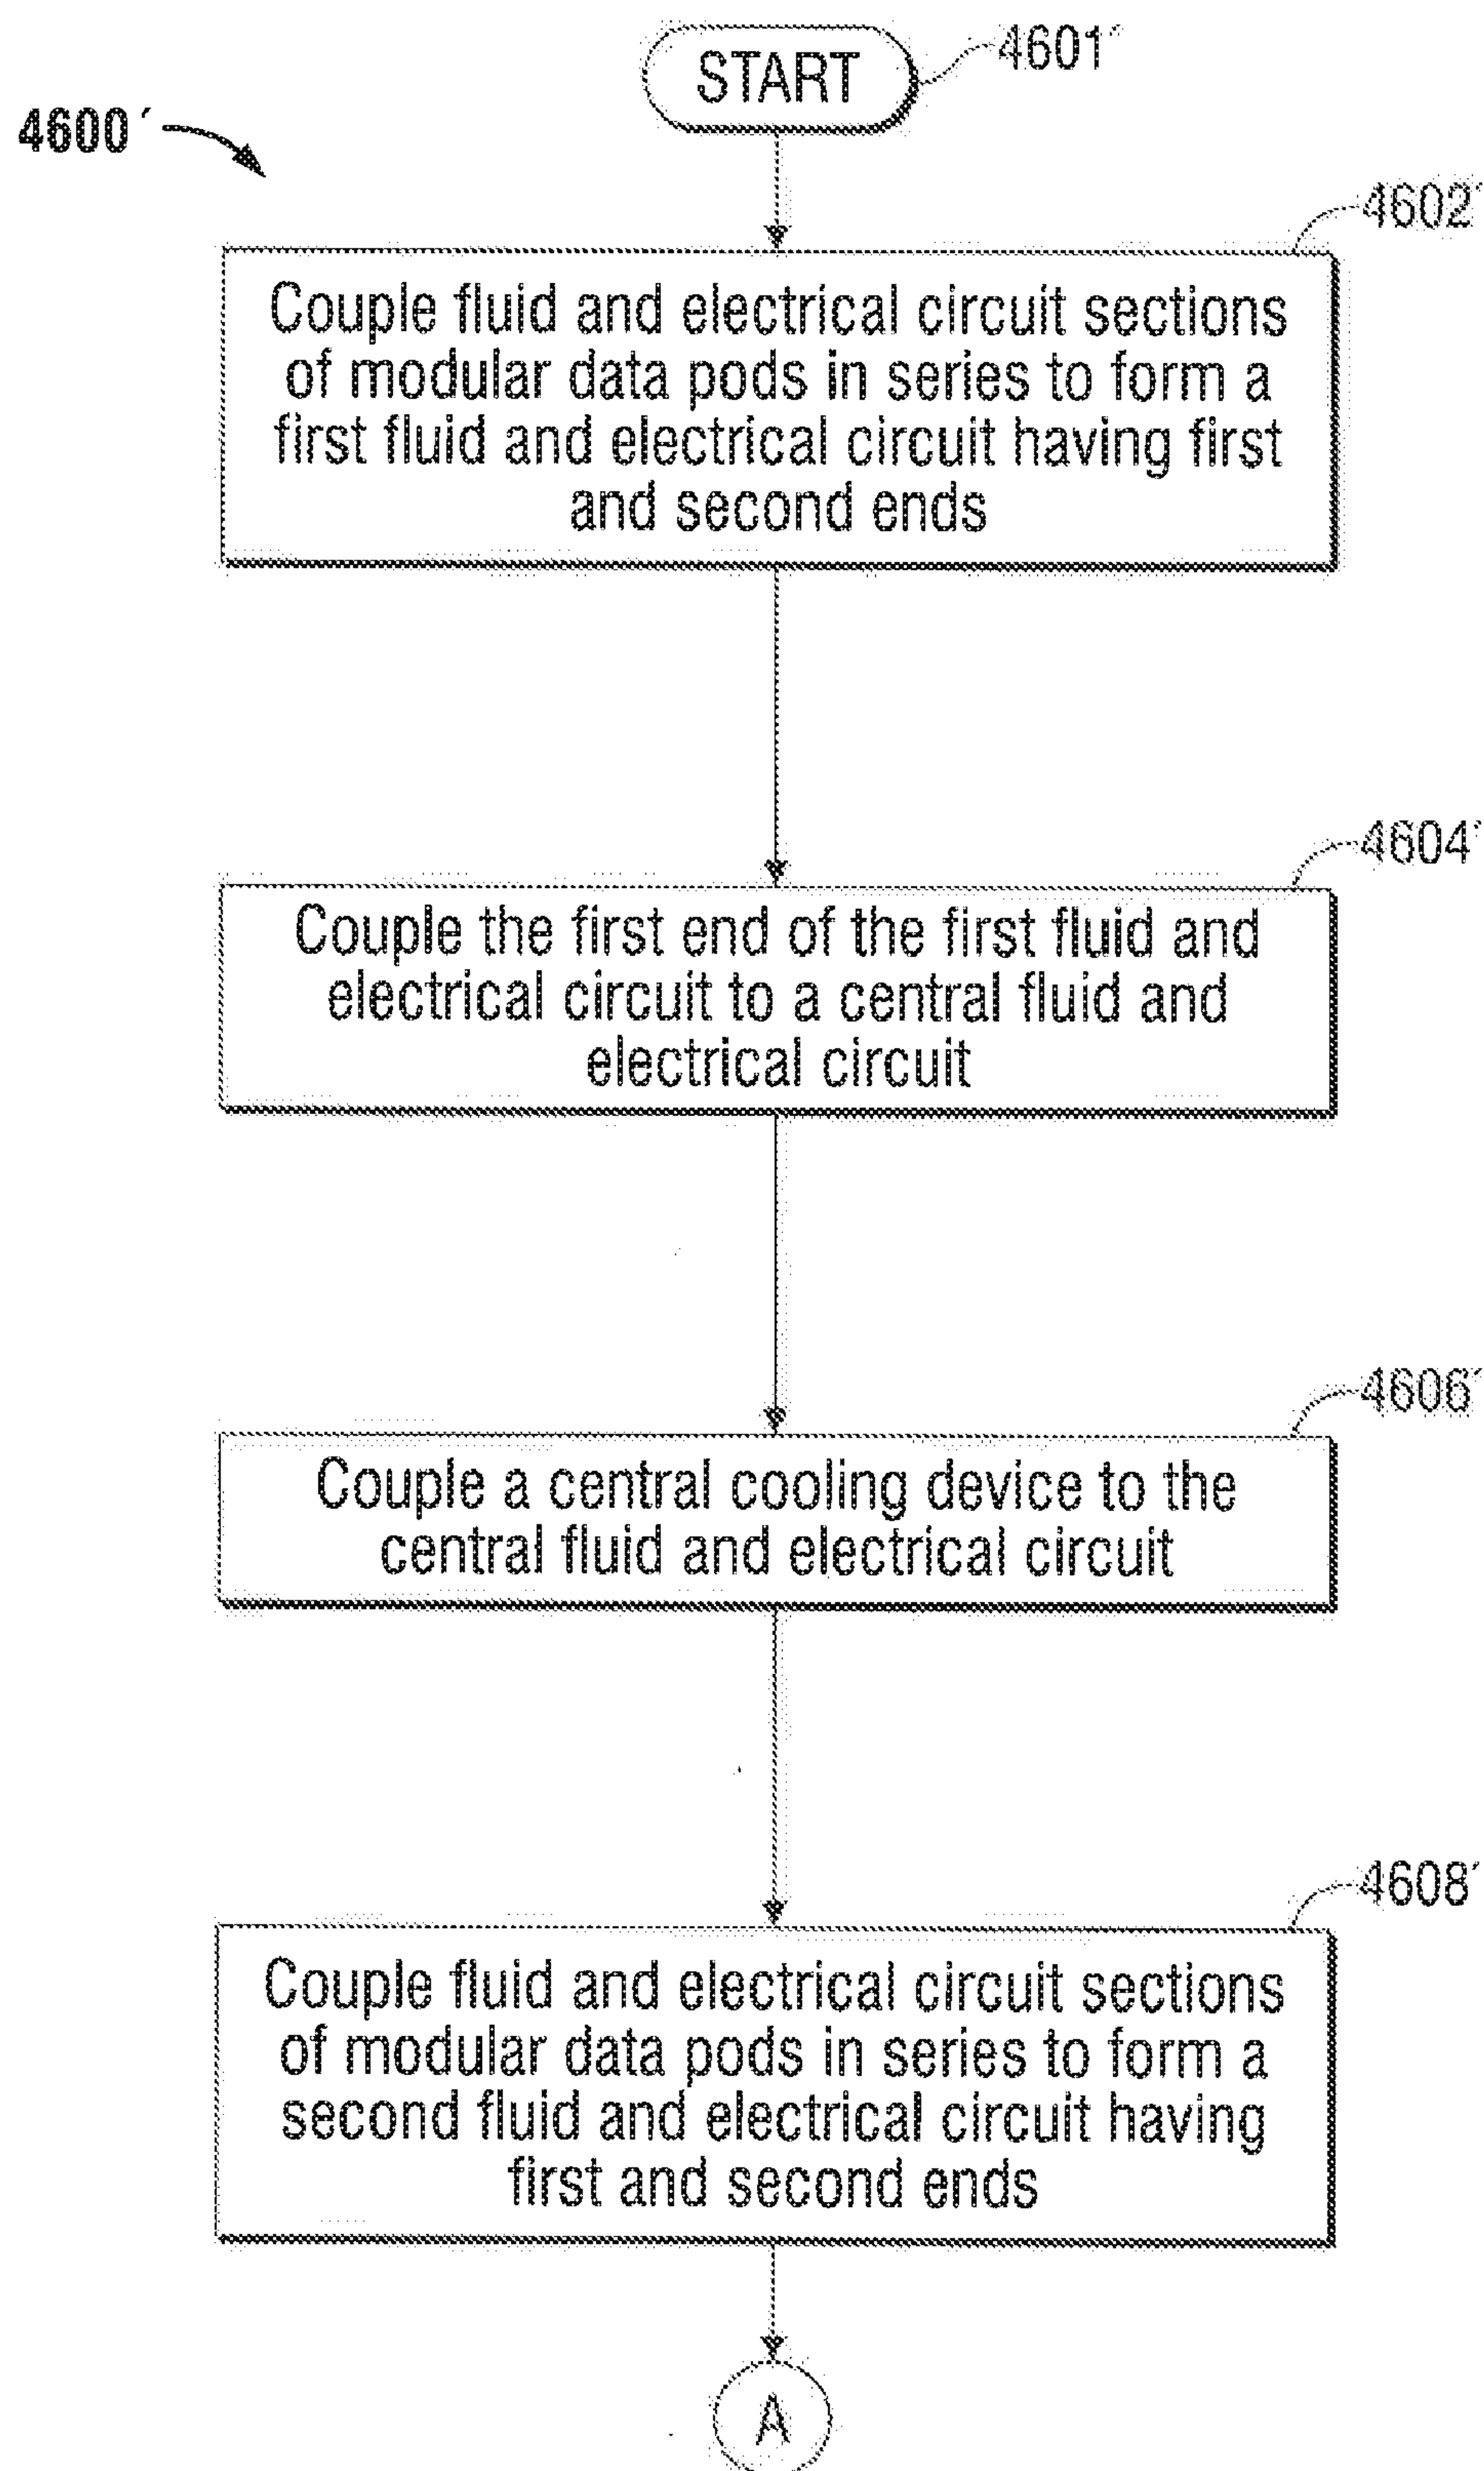 START
4601´
4600´
4602´
Couple fluid and electrical circuit sections
of modular data pods in series to form a
first fluid and electrical circuit having first
and second ends
4604´
Couple the first end of the first fluid and
electrical circuit to a central fluid and
electrical circuit
4606´
Couple a central cooling device to the
central fluid and electrical circuit
4608´
Couple fluid and electrical circuit sections
of modular data pods in series to form a
second fluid and electrical circuit having
first and second ends
A